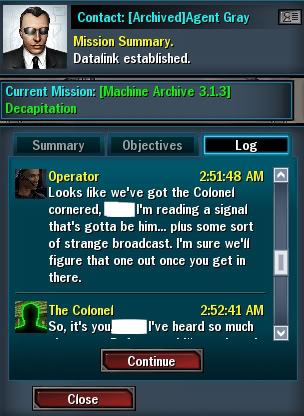 Contact: [Archived]Agent Gray
Mission Summary.
Datalink established.
Current Mission: [Machine Archive 3.1.3]
Decapitation
Summary
Objectives
Log
Operator
2:51:48 AM
Looks like we've got the Colonel
cornered, I'm reading a signal
that's gotta be him... plus some sort
of strange broadcast. I'm sure we'll
figure that one out once you get in
there.
The Colonel
2:52:41 AM
So, it's you, I've heard so much
Continue
Close